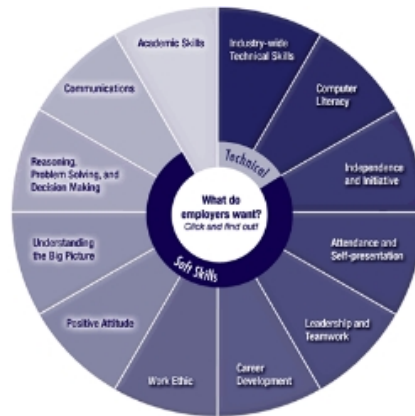 Academic Skills
Industry-wide
Technical Skills
Computer
Literacy
Independence
and Initiative
Attendance and
Self-presentation
Leadership and
Teamwork
Career
Development
Work Ethic
Positive Attitude
Understanding
the Big Picture
Reasoning,
Problem Solving, and
Decision Making
Communications
Technical
Soft Skills
What do
employers want?
Click and find out!